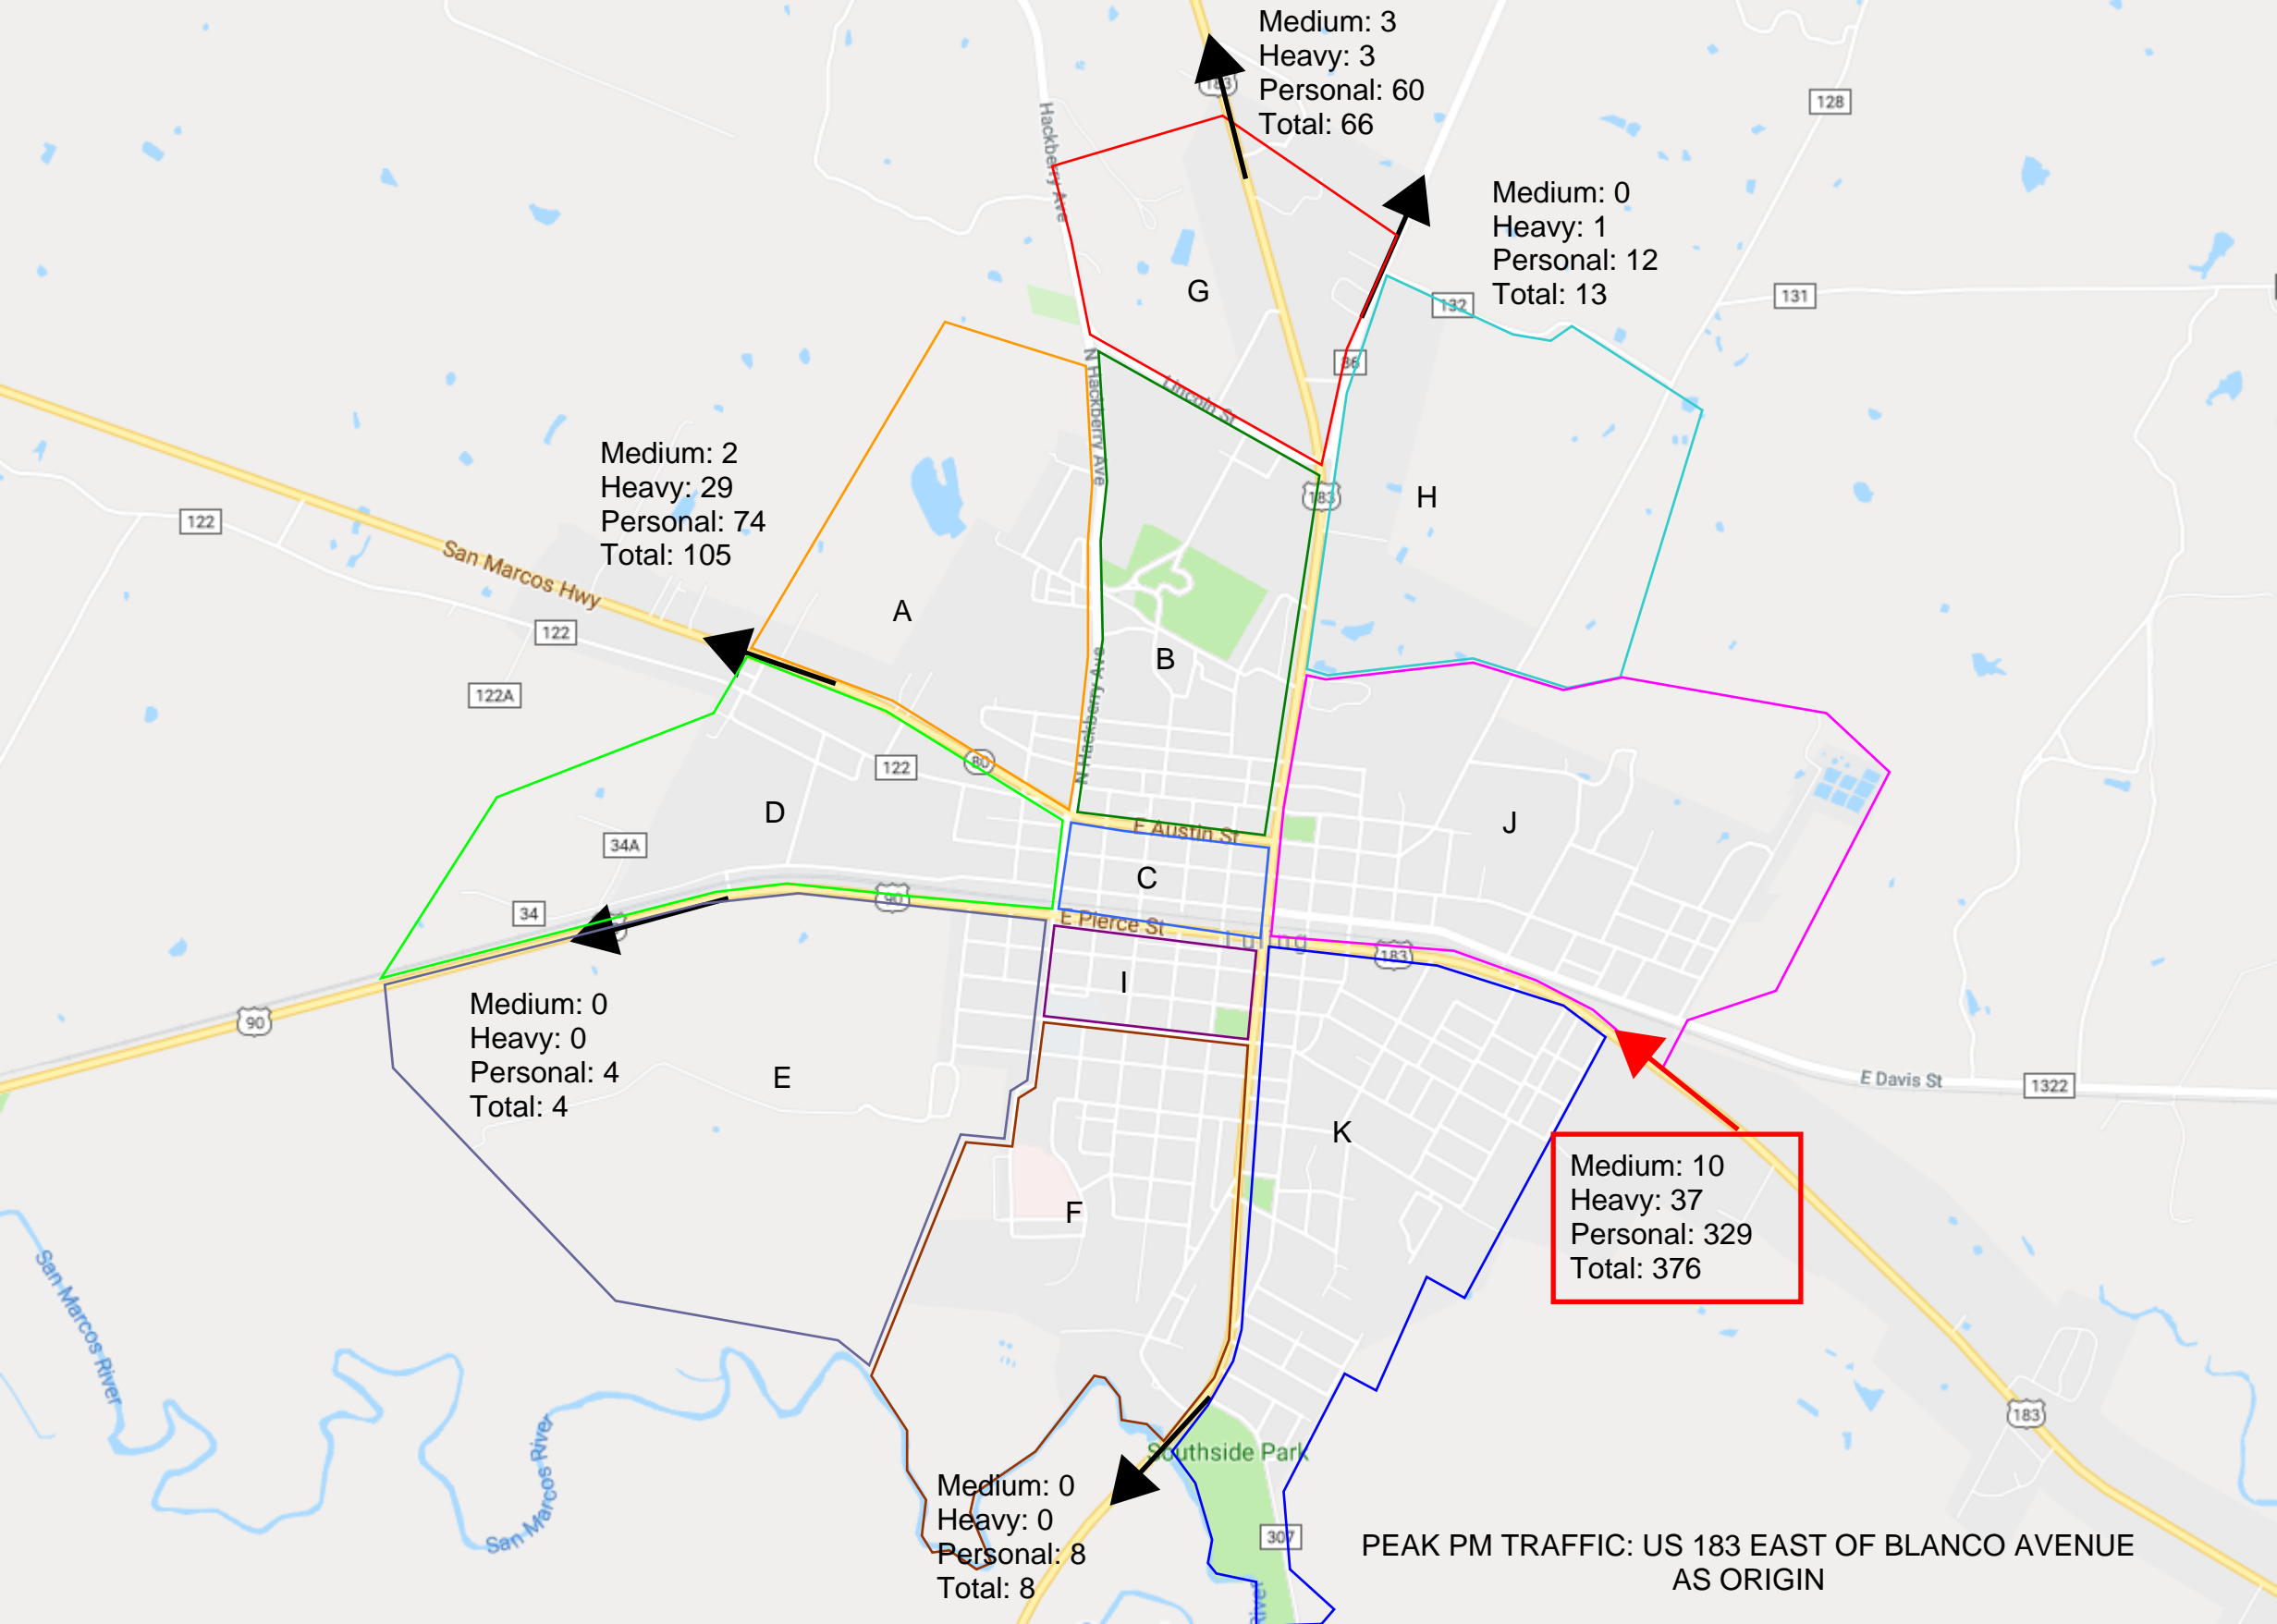 Medium: 3
Heavy: 3
Personal: 60
Total: 66
183
128
Hackberry Ave
Medium: 0
Heavy: 1
Personal: 12
Total: 13
G
132
131
86
N Hackberry Ave
Lincoln St
Medium: 2
Heavy: 29
Personal: 74
Total: 105
183
H
122
San Marcos Hwy
A
122
B
122A
N Hackberry Ave
80
122
D
E Austin St
J
34A
C
90
34
E Pierce St
Luling
183
I
90
Medium: 0
Heavy: 0
Personal: 4
Total: 4
E
E Davis St
1322
K
Medium: 10
Heavy: 37
Personal: 329
Total: 376
F
San Marcos River
183
San Marcos River
Southside Park
Medium: 0
Heavy: 0
Personal: 8
Total: 8
307
PEAK PM TRAFFIC: US 183 EAST OF BLANCO AVENUE
AS ORIGIN
River